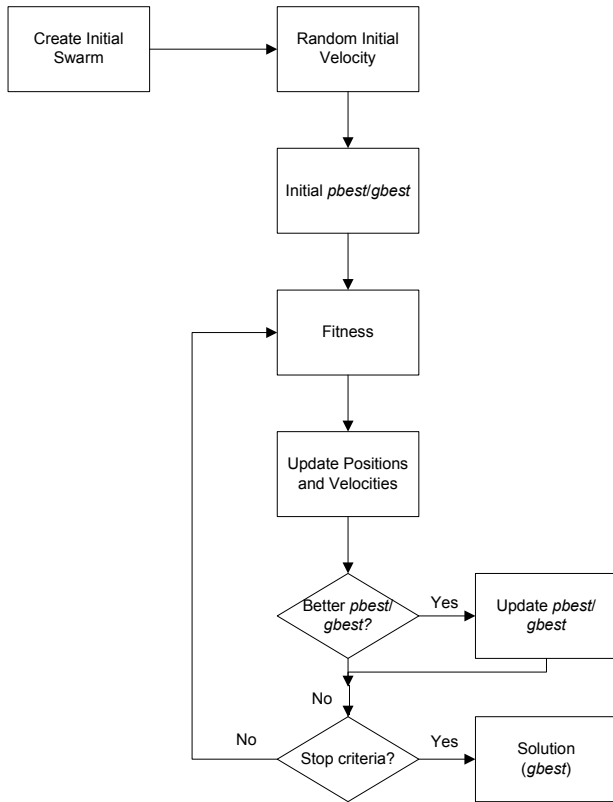 Create Initial
Swarm
Random Initial
Velocity
Initial pbest/gbest
Fitness
Update Positions
and Velocities
Better pbest/
gbest?
Yes
Update pbest/
gbest
No
No
Stop criteria?
Yes
Solution
(gbest)